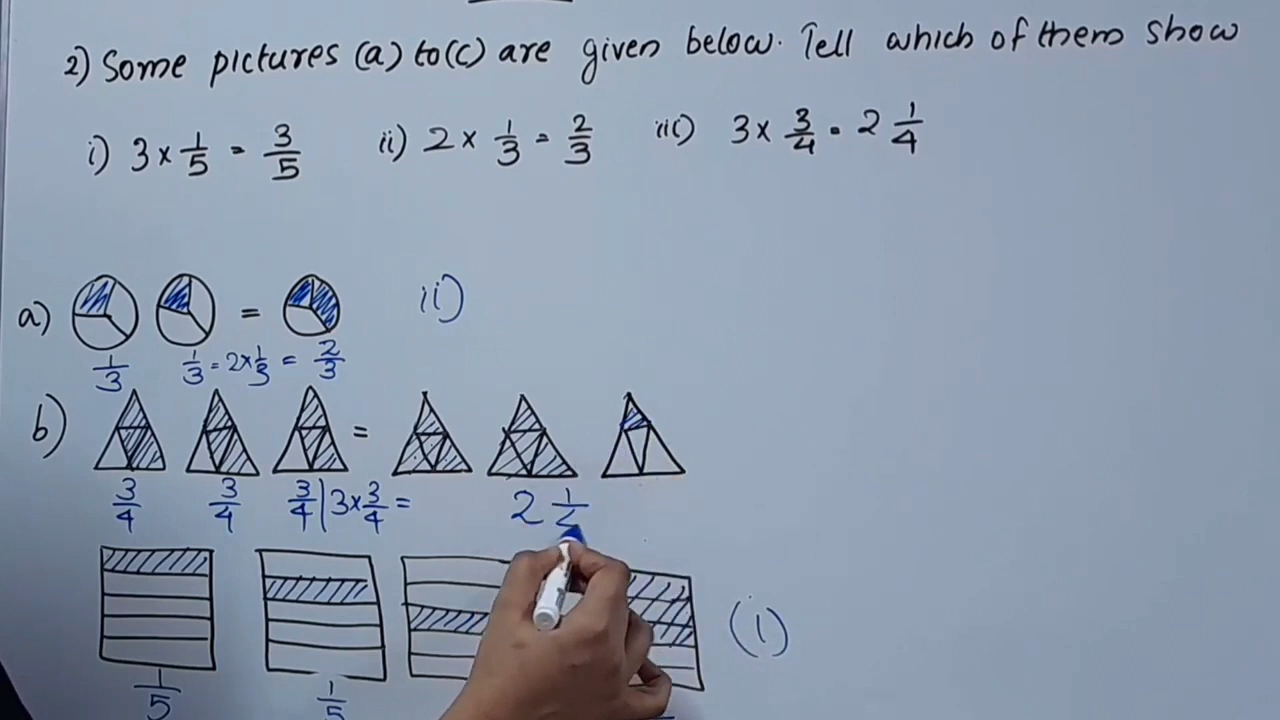 2) Some pictures (a) to (c) are given below. Tell which of them show
i) 3 × 1/5 = 3/5 ii) 2 × 1/3 = 2/3 iii) 3 × 3/4 = 2 1/4
a) = ii)
1/3 1/3 = 2×1/3 = 2/3
b) =
3/4 3/4 3/4 | 3×3/4 = 2 1/
(i)
1/5 1/5